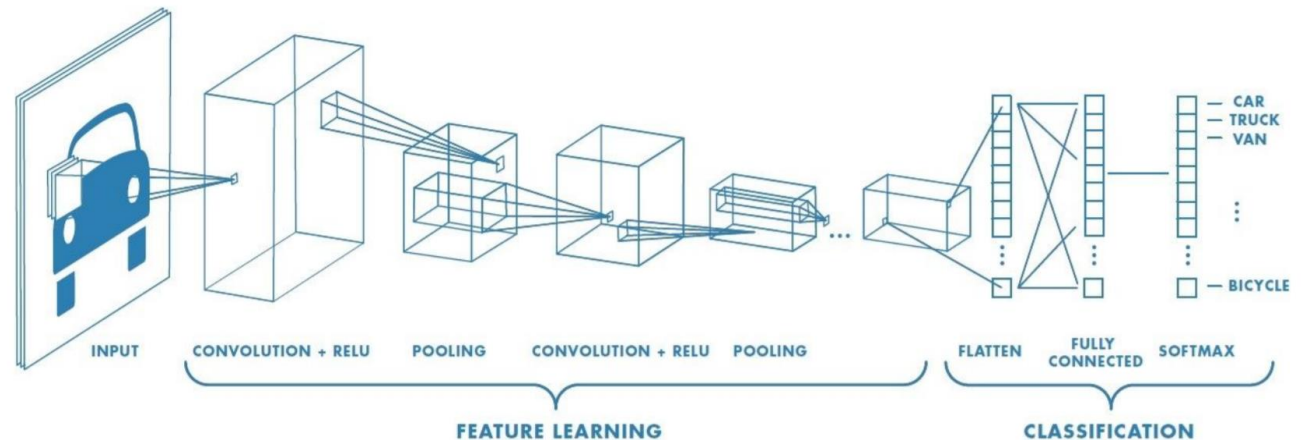 CAR
TRUCK
VAN
BICYCLE
INPUT
CONVOLUTION + RELU
POOLING
CONVOLUTION + RELU
POOLING
FLATTEN
FULLY
CONNECTED
SOFTMAX
FEATURE LEARNING
CLASSIFICATION